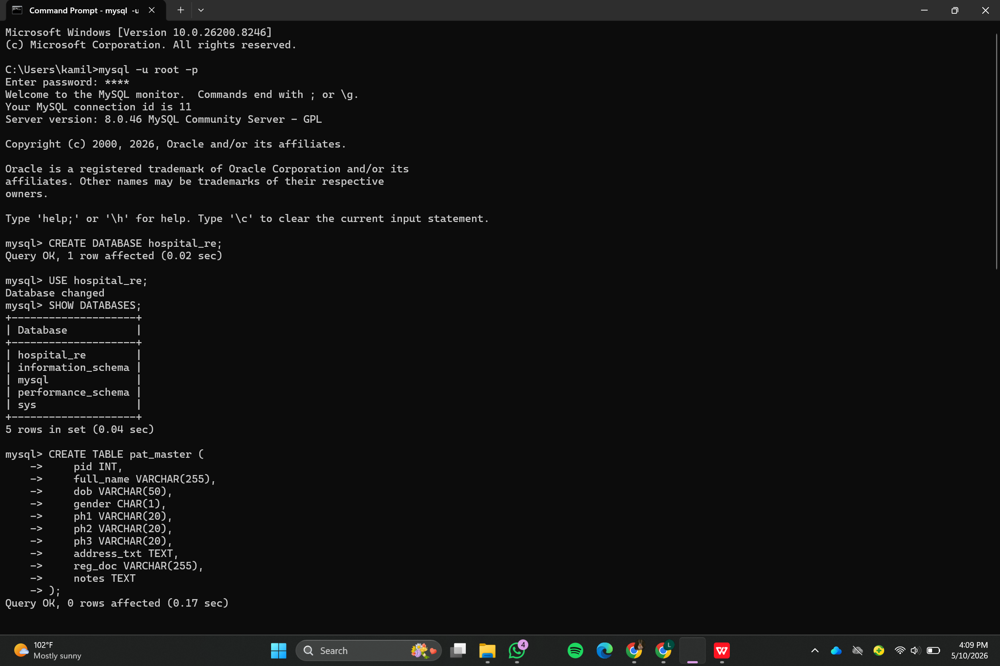 Command Prompt - mysql  -u
Microsoft Windows [Version 10.0.26200.8246]
(c) Microsoft Corporation. All rights reserved.

C:\Users\kamil>mysql -u root -p
Enter password: ****
Welcome to the MySQL monitor.  Commands end with ; or \g.
Your MySQL connection id is 11
Server version: 8.0.46 MySQL Community Server - GPL

Copyright (c) 2000, 2026, Oracle and/or its affiliates.

Oracle is a registered trademark of Oracle Corporation and/or its
affiliates. Other names may be trademarks of their respective
owners.

Type 'help;' or '\h' for help. Type '\c' to clear the current input statement.

mysql> CREATE DATABASE hospital_re;
Query OK, 1 row affected (0.02 sec)

mysql> USE hospital_re;
Database changed
mysql> SHOW DATABASES;
+--------------------+
| Database           |
+--------------------+
| hospital_re        |
| information_schema |
| mysql              |
| performance_schema |
| sys                |
+--------------------+
5 rows in set (0.04 sec)

mysql> CREATE TABLE pat_master (
    ->     pid INT,
    ->     full_name VARCHAR(255),
    ->     dob VARCHAR(50),
    ->     gender CHAR(1),
    ->     ph1 VARCHAR(20),
    ->     ph2 VARCHAR(20),
    ->     ph3 VARCHAR(20),
    ->     address_txt TEXT,
    ->     reg_doc VARCHAR(255),
    ->     notes TEXT
    -> );
Query OK, 0 rows affected (0.17 sec)
102°F
Mostly sunny
Search
4
L
W
4:09 PM
5/10/2026